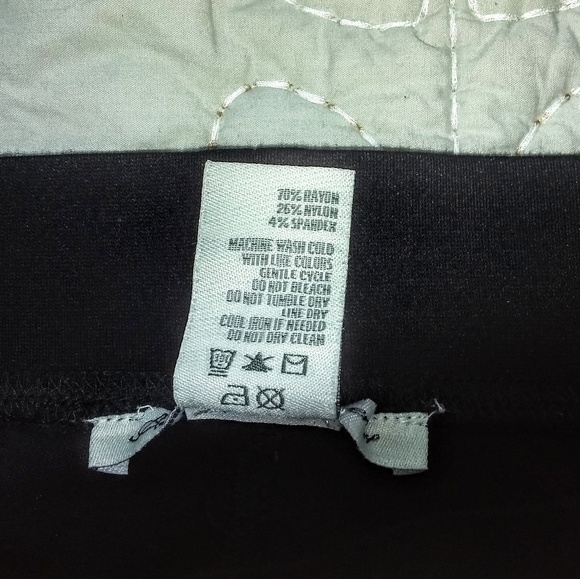 70% RAYON
26% NYLON
4% SPANDEX
MACHINE WASH COLD
WITH LIKE COLORS
GENTLE CYCLE
DO NOT BLEACH
DO NOT TUMBLE DRY
LINE DRY
COOL IRON IF NEEDED
DO NOT DRY CLEAN